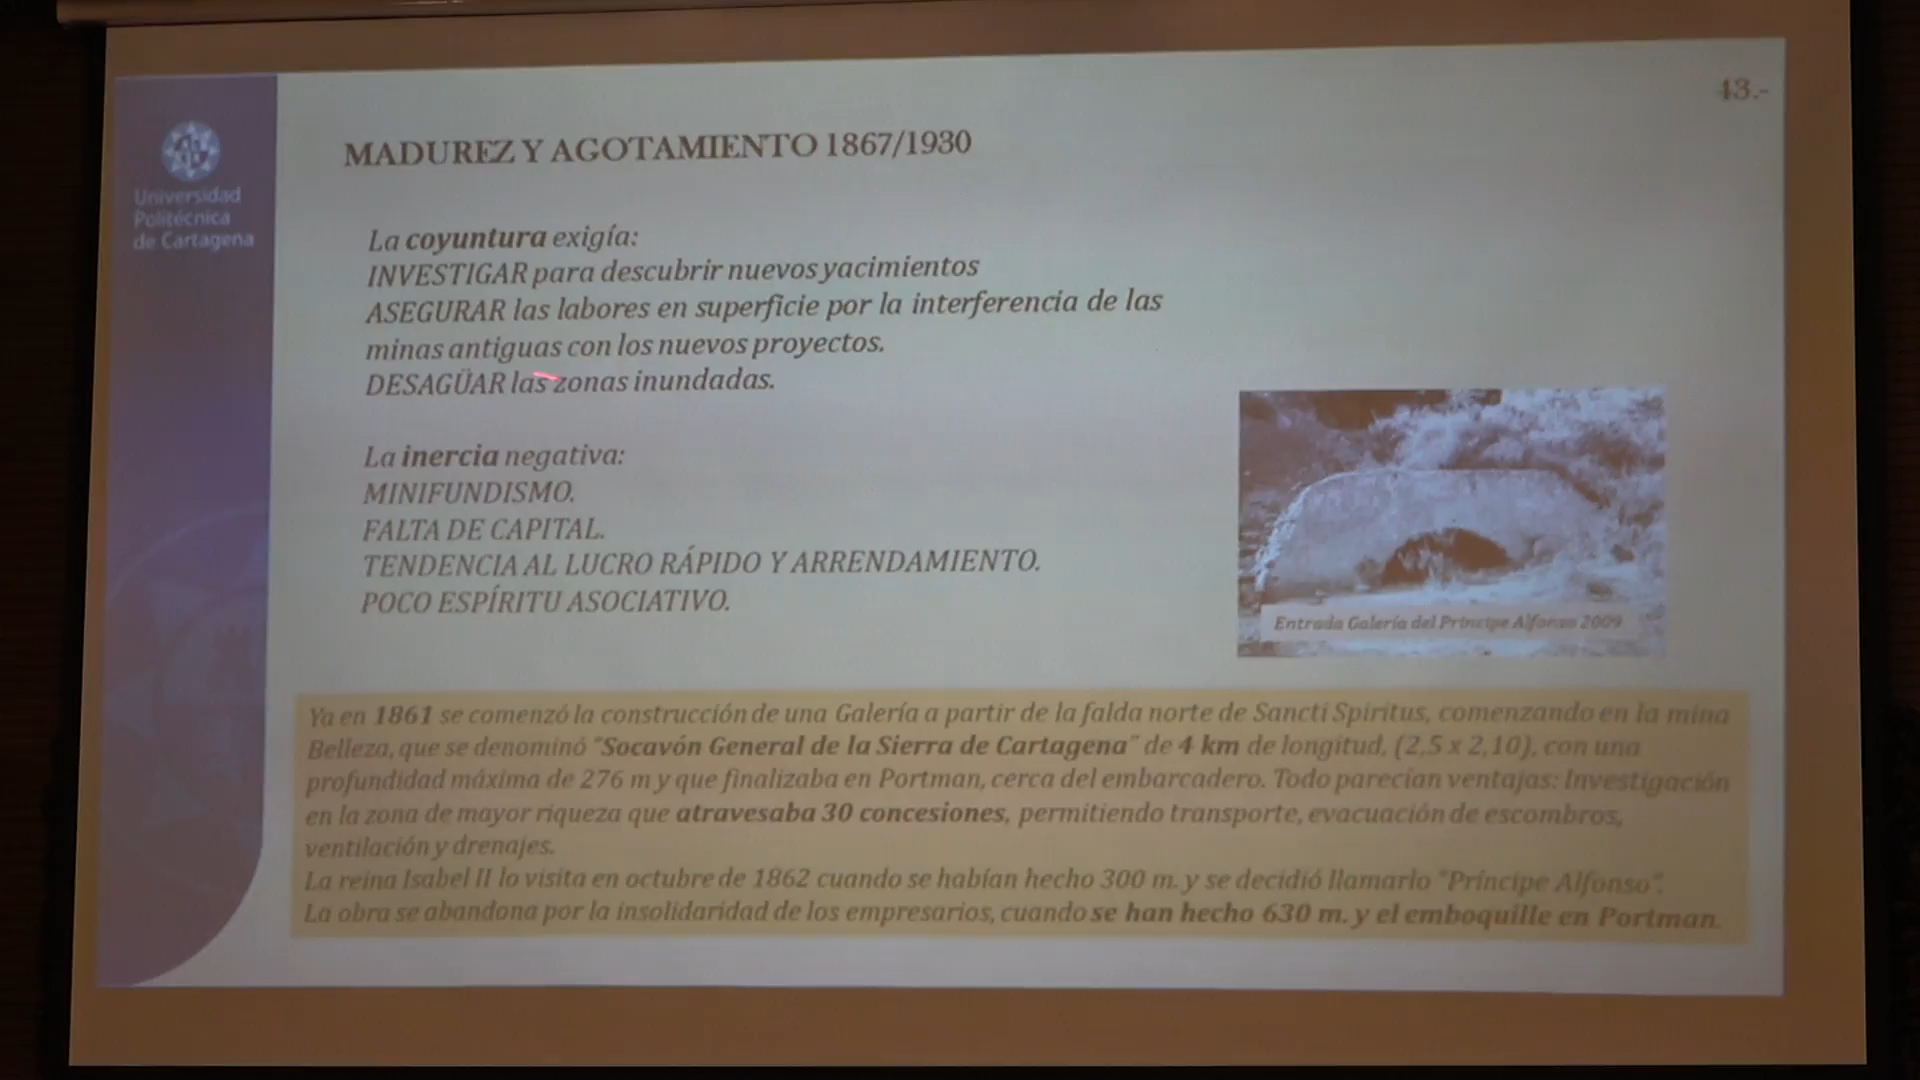 43.-
Universidad
Politécnica
de Cartagena
MADUREZ Y AGOTAMIENTO 1867/1930
La coyuntura exigía:
INVESTIGAR para descubrir nuevos yacimientos
ASEGURAR las labores en superficie por la interferencia de las
minas antiguas con los nuevos proyectos.
DESAGÜAR las zonas inundadas.
La inercia negativa:
MINIFUNDISMO.
FALTA DE CAPITAL.
TENDENCIA AL LUCRO RÁPIDO Y ARRENDAMIENTO.
POCO ESPÍRITU ASOCIATIVO.
Entrada Galería del Príncipe Alfonso 2009
Ya en 1861 se comenzó la construcción de una Galería a partir de la falda norte de Sancti Spiritus, comenzando en la mina
Belleza, que se denominó "Socavón General de la Sierra de Cartagena" de 4 km de longitud, (2,5 x 2,10), con una
profundidad máxima de 276 m y que finalizaba en Portman, cerca del embarcadero. Todo parecían ventajas: Investigación
en la zona de mayor riqueza que atravesaba 30 concesiones, permitiendo transporte, evacuación de escombros,
ventilación y drenajes.
La reina Isabel II lo visita en octubre de 1862 cuando se habían hecho 300 m. y se decidió llamarlo "Príncipe Alfonso".
La obra se abandona por la insolidaridad de los empresarios, cuando se han hecho 630 m. y el emboquille en Portman.